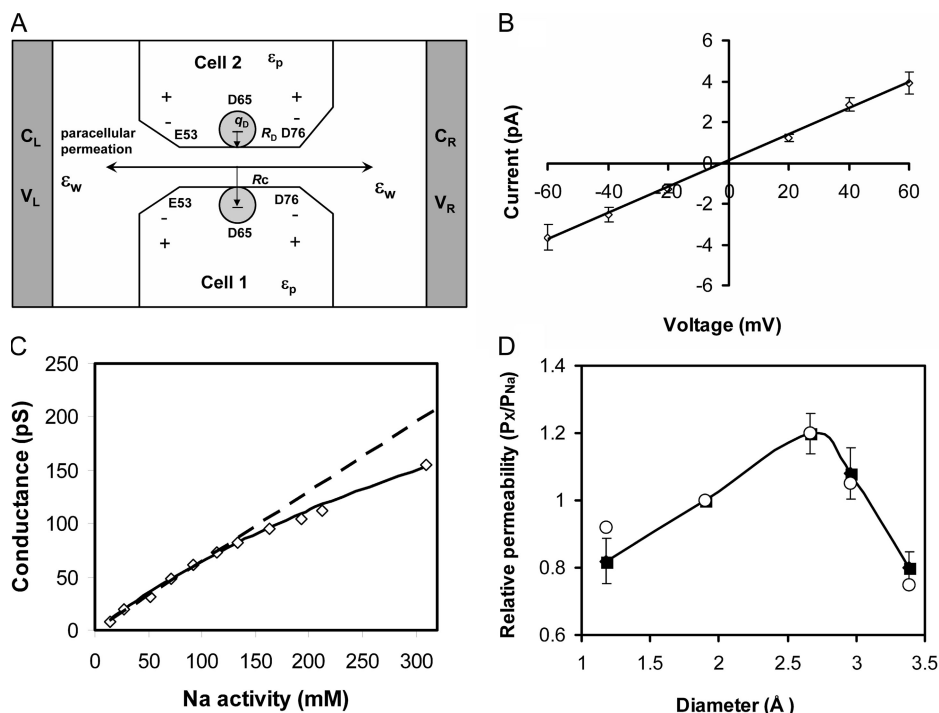 A
Cell 2
εp
+
+
D65
qD
-
-
E53
RD
D76
CL
paracellular
permeation
CR
εw
Rc
εw
VL
E53
D76
VR
-
-
D65
+
+
Cell 1
εp
B
6
4
2
0
-60
-40
-20
0
20
40
60
-2
-4
-6
Current (pA)
Voltage (mV)
C
250
200
150
100
50
0
0
50
100
150
200
250
300
Conductance (pS)
Na activity (mM)
D
1.4
1.2
1
0.8
0.6
1
1.5
2
2.5
3
3.5
Relative permeability (PX/PNa)
Diameter (Å)